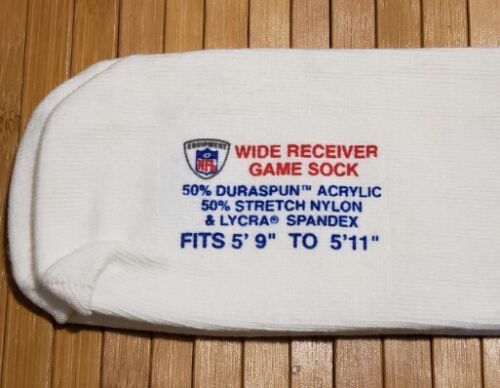 EQUIPMENT
NFL
WIDE RECEIVER
GAME SOCK
50% DURASPUN™ ACRYLIC
50% STRETCH NYLON
& LYCRA® SPANDEX
FITS 5' 9" TO 5'11"